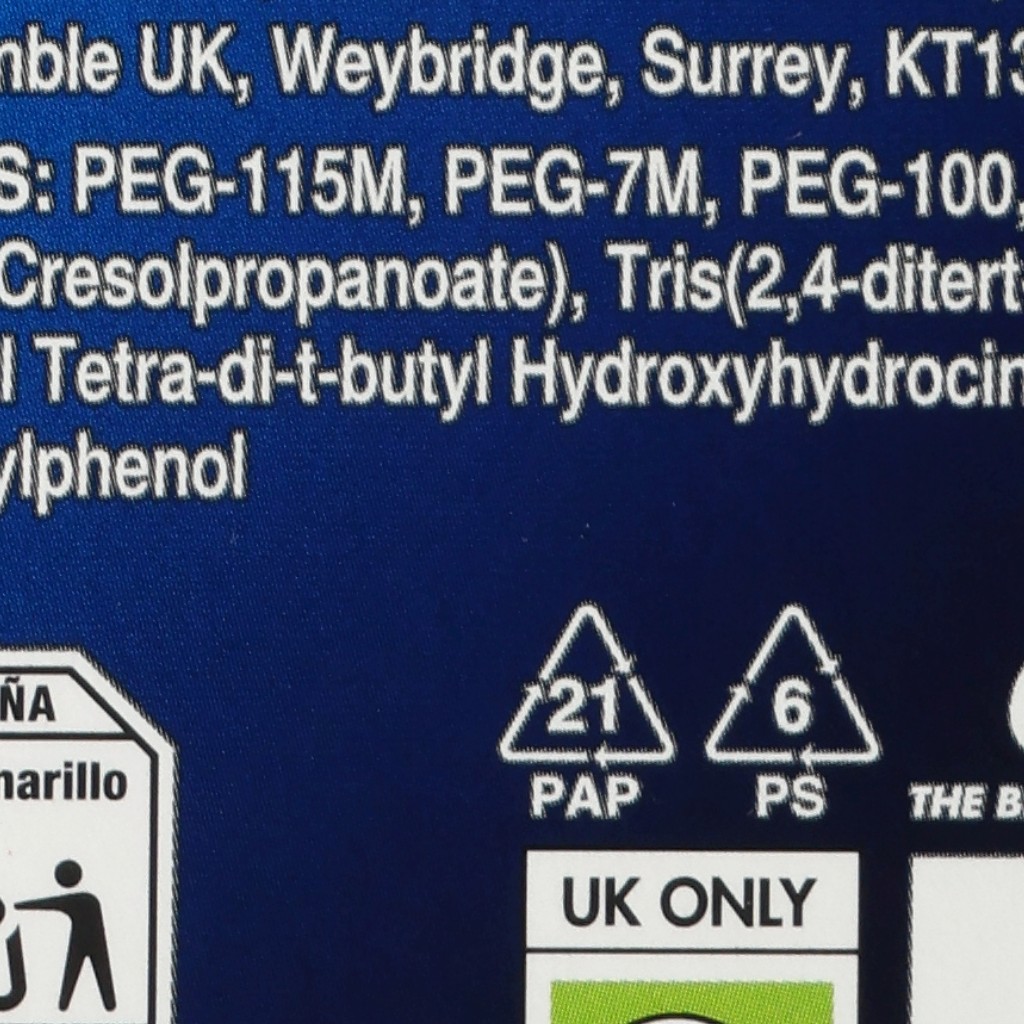 mble UK, Weybridge, Surrey, KT13
S: PEG-115M, PEG-7M, PEG-100,
Cresolpropanoate), Tris(2,4-ditert-
l Tetra-di-t-butyl Hydroxyhydrocin
ylphenol
ÑA
marillo
21
PAP
6
PS
THE B
UK ONLY